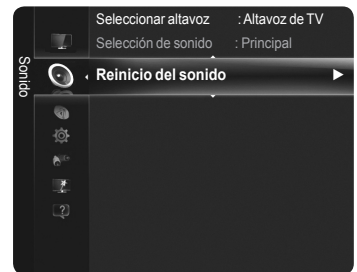 Sonido
Seleccionar altavoz : Altavoz de TV
Selección de sonido : Principal
Reinicio del sonido